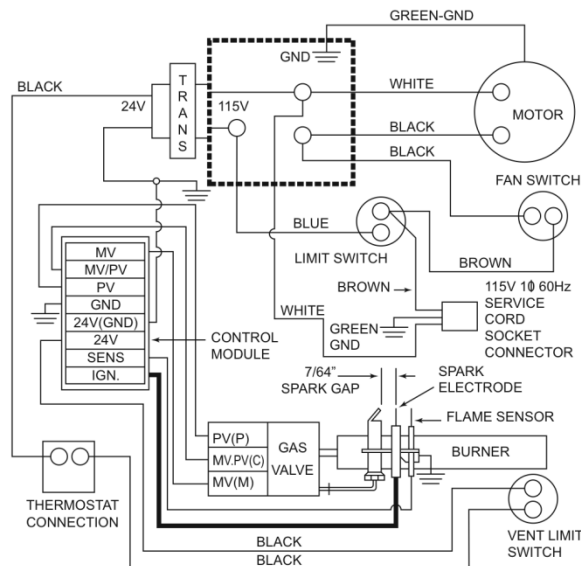 GREEN-GND
GND
BLACK
24V
TRANS
115V
WHITE
MOTOR
BLACK
BLACK
FAN SWITCH
BLUE
LIMIT SWITCH
BROWN
MV
MV/PV
PV
GND
24V(GND)
24V
SENS
IGN.
CONTROL
MODULE
BROWN
WHITE
GREEN
GND
115V 1ϕ 60Hz
SERVICE
CORD
SOCKET
CONNECTOR
7/64"
SPARK GAP
SPARK
ELECTRODE
FLAME SENSOR
PV(P)
MV.PV(C)
MV(M)
GAS
VALVE
BURNER
THERMOSTAT
CONNECTION
VENT LIMIT
SWITCH
BLACK
BLACK